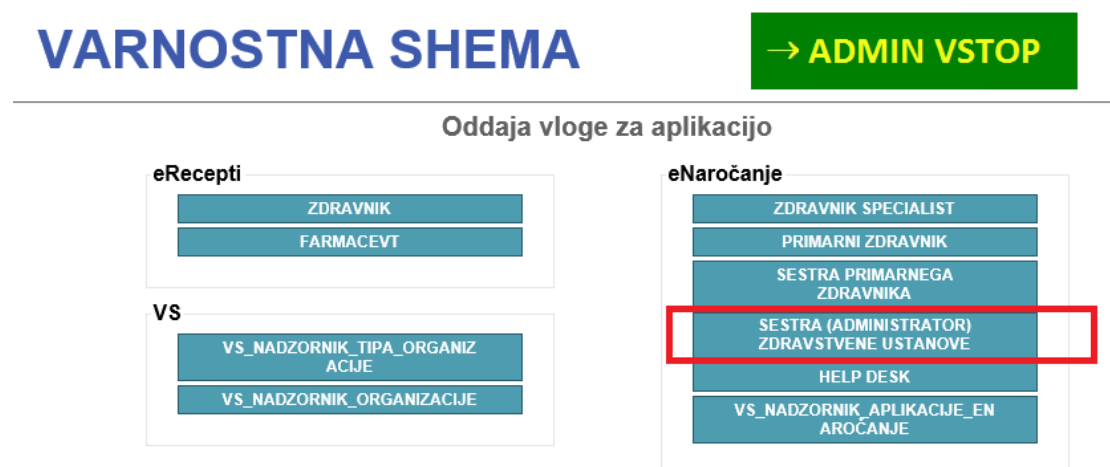 VARNOSTNA SHEMA
→ ADMIN VSTOP
Oddaja vloge za aplikacijo
eRecepti
ZDRAVNIK
FARMACEVT
VS
VS_NADZORNIK_TIPA_ORGANIZ
ACIJE
VS_NADZORNIK_ORGANIZACIJE
eNaročanje
ZDRAVNIK SPECIALIST
PRIMARNI ZDRAVNIK
SESTRA PRIMARNEGA
ZDRAVNIKA
SESTRA (ADMINISTRATOR)
ZDRAVSTVENE USTANOVE
HELP DESK
VS_NADZORNIK_APLIKACIJE_EN
AROČANJE